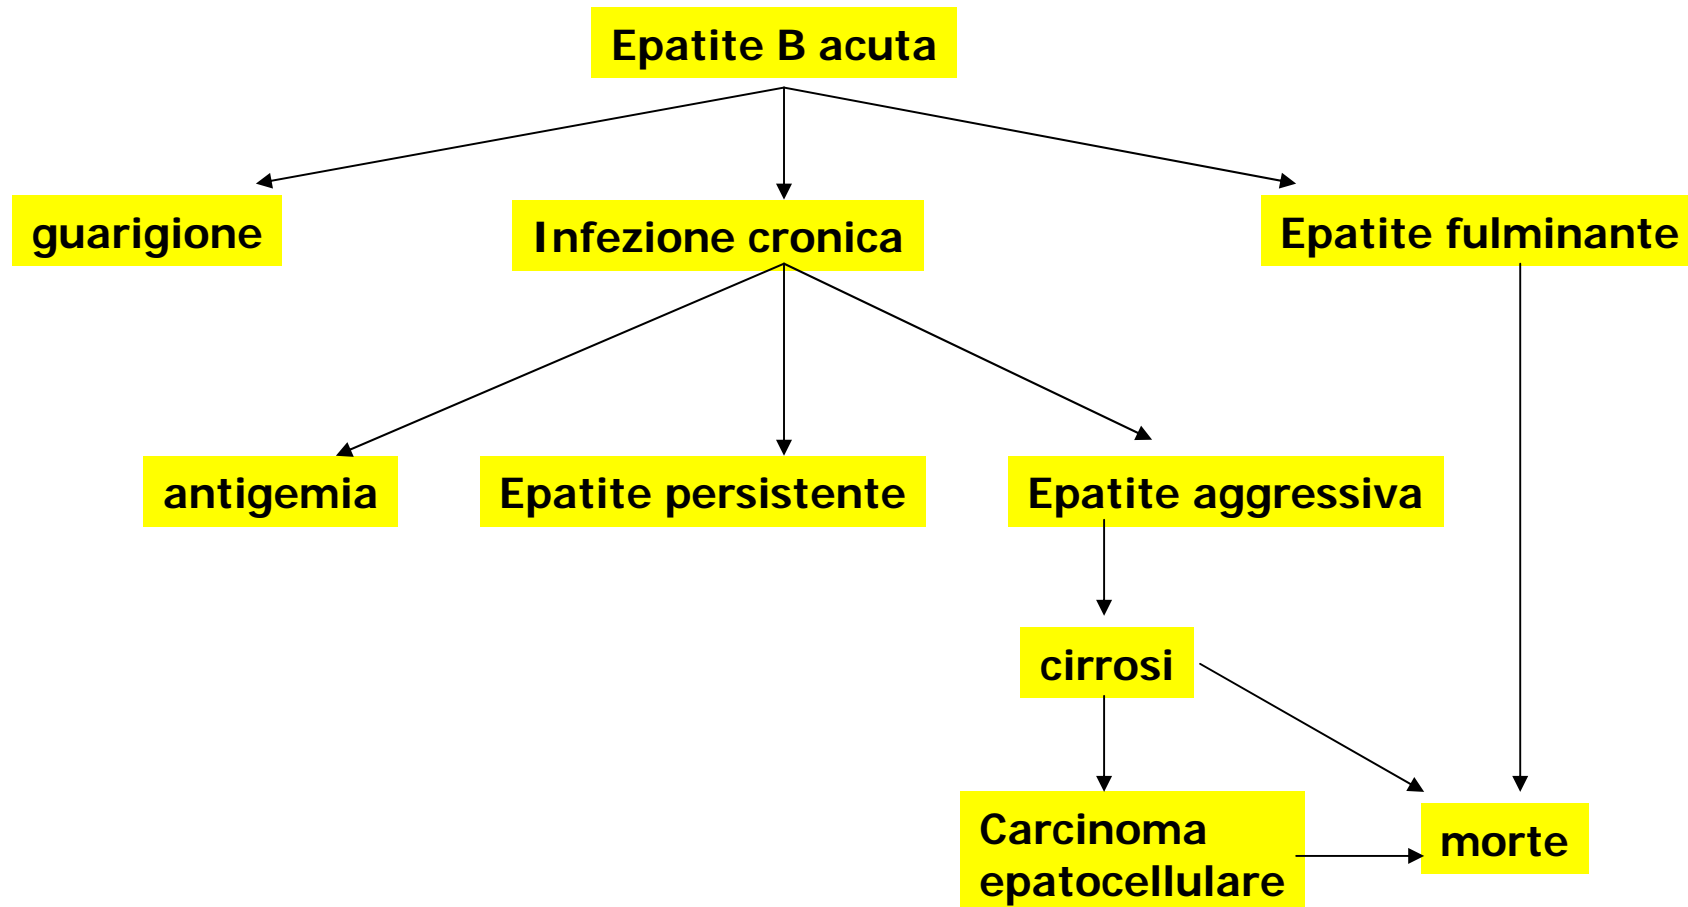 Epatite B acuta
guarigione
Infezione cronica
Epatite fulminante
antigemia
Epatite persistente
Epatite aggressiva
cirrosi
Carcinoma
epatocellulare
morte